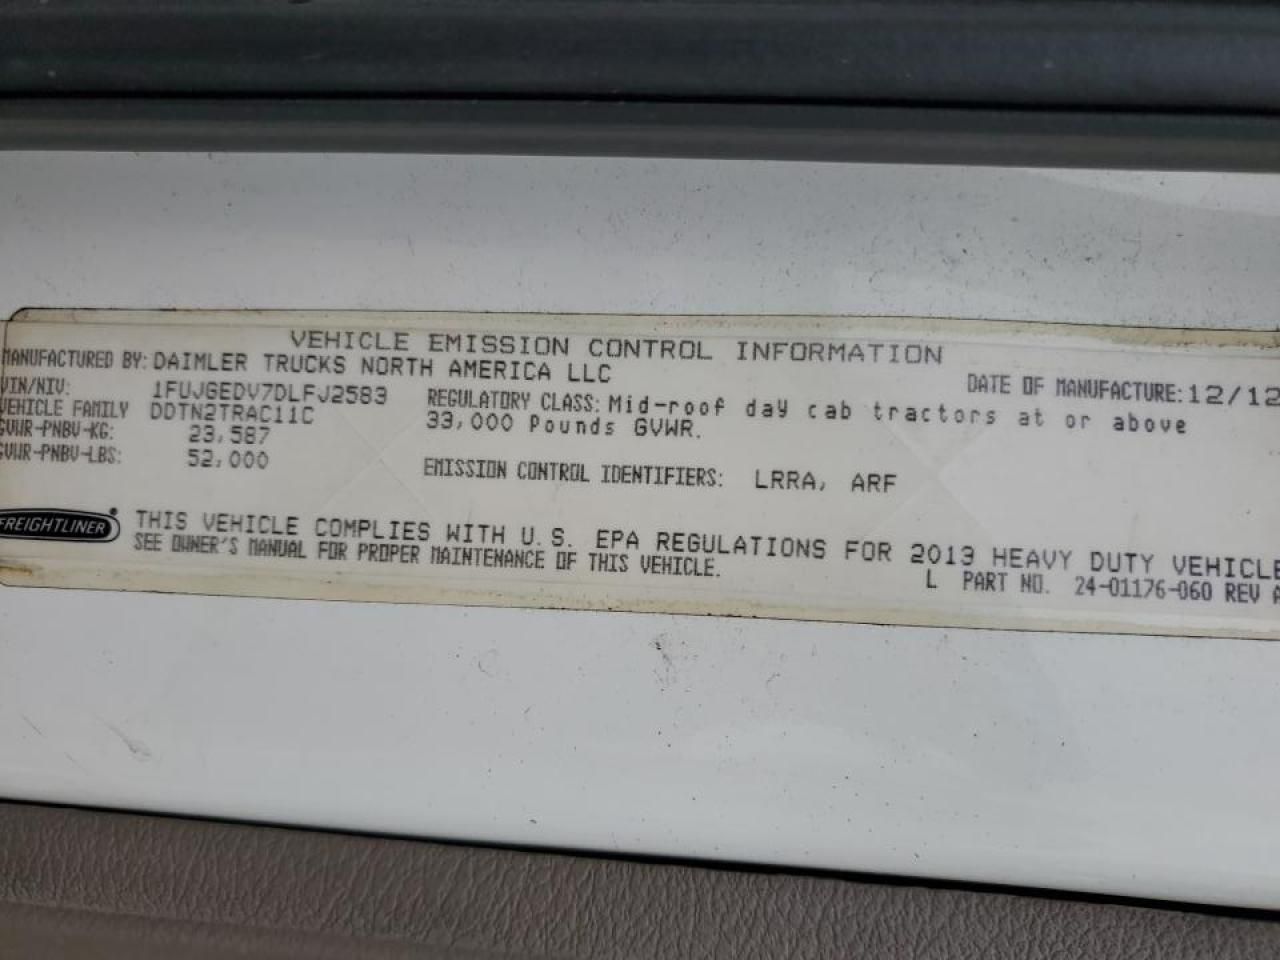 VEHICLE EMISSION CONTROL INFORMATION
MANUFACTURED BY: DAIMLER TRUCKS NORTH AMERICA LLC
DATE OF MANUFACTURE: 12/12
VIN/NIV: 1FUJGEDV7DLFJ2583
REGULATORY CLASS: Mid-roof day cab tractors at or above
VEHICLE FAMILY DDTN2TRAC11C
33,000 Pounds GVWR.
GVWR-PNBV-KG: 23,587
GVWR-PNBV-LBS: 52,000
EMISSION CONTROL IDENTIFIERS: LRRA, ARF
FREIGHTLINER
THIS VEHICLE COMPLIES WITH U.S. EPA REGULATIONS FOR 2013 HEAVY DUTY VEHICLE
SEE OWNER'S MANUAL FOR PROPER MAINTENANCE OF THIS VEHICLE.
L PART NO. 24-01176-060 REV A